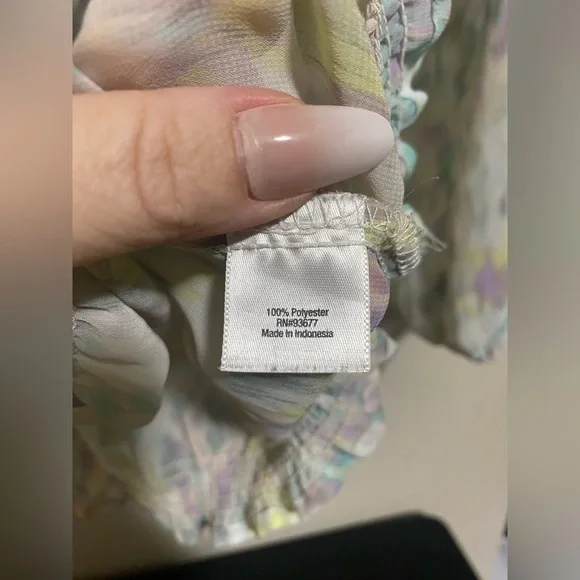 100% Polyester
RN#93677
Made in Indonesia